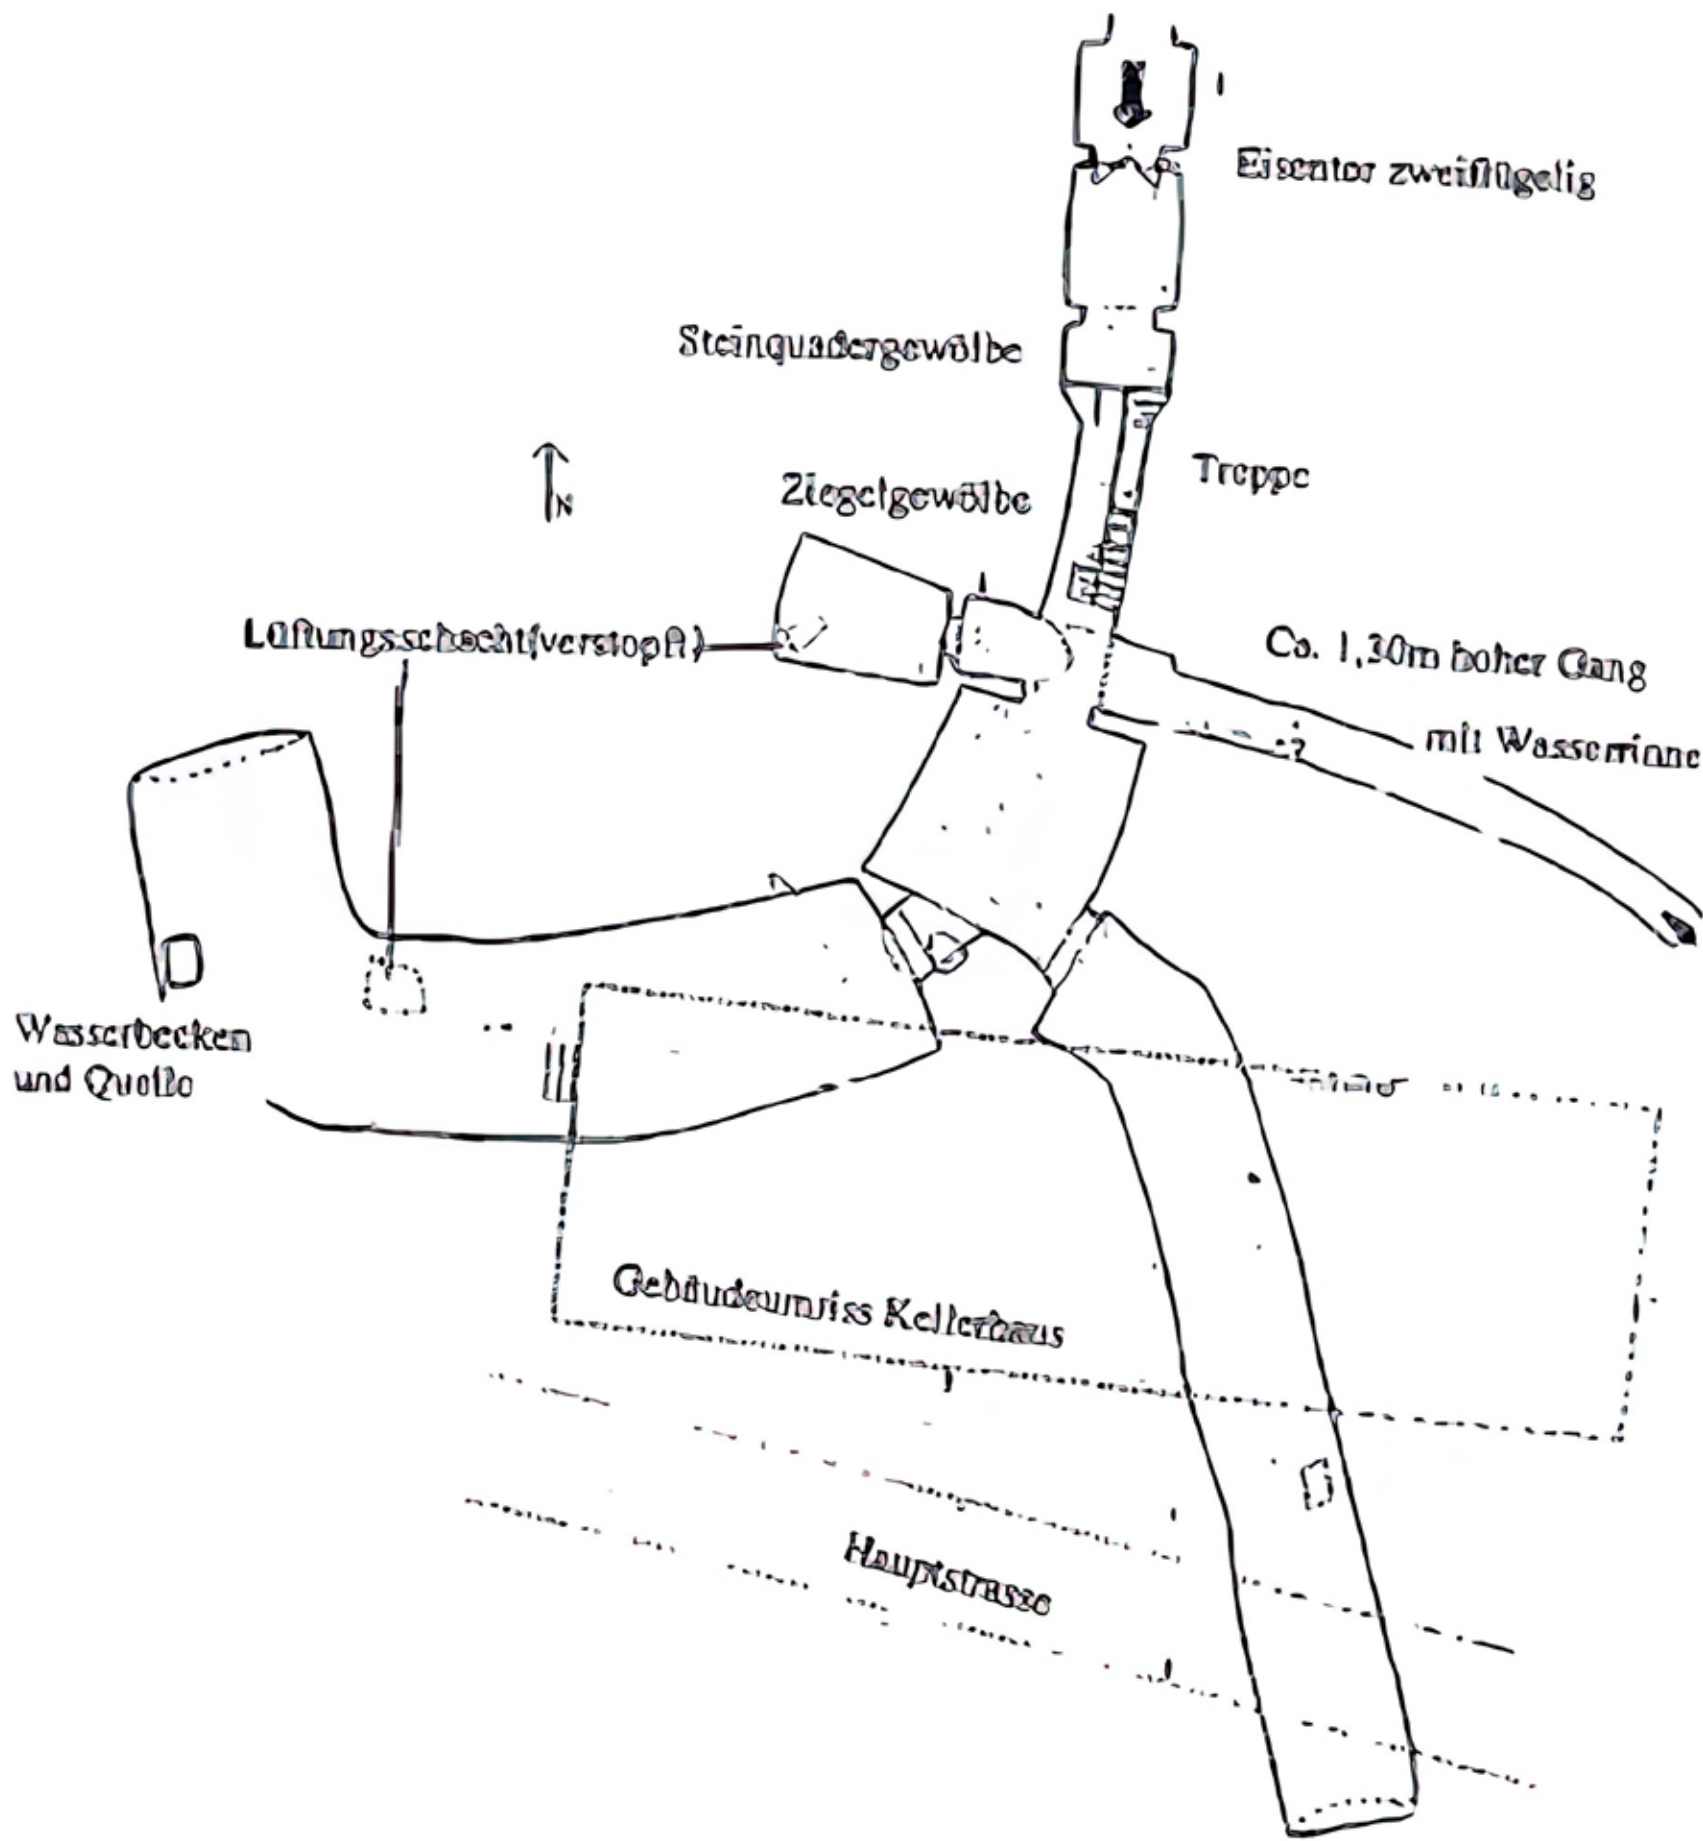 Eisentor zweiflügelig
Steinquadergewölbe
Treppe
Ziegelgewölbe
N
Lüftungsschacht(verstopft)
Ca. 1,30m hoher Gang
mit Wasserrinne
Wasserbecken
und Quelle
Gebäudeumriss Kellerhaus
Hauptstrasse